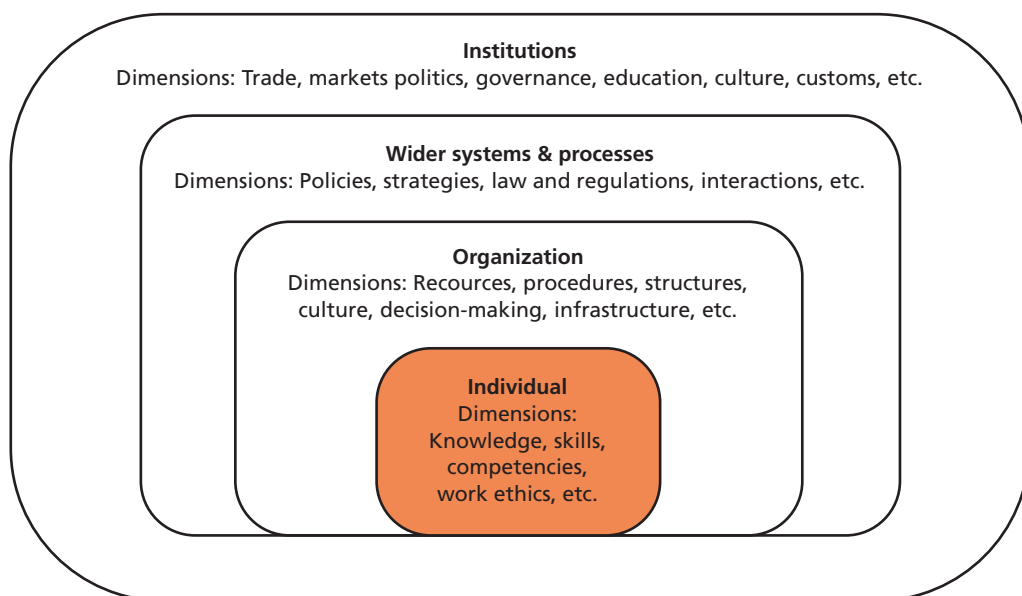 Institutions
Dimensions: Trade, markets politics, governance, education, culture, customs, etc.
Wider systems & processes
Dimensions: Policies, strategies, law and regulations, interactions, etc.
Organization
Dimensions: Recources, procedures, structures,
culture, decision-making, infrastructure, etc.
Individual
Dimensions:
Knowledge, skills,
competencies,
work ethics, etc.